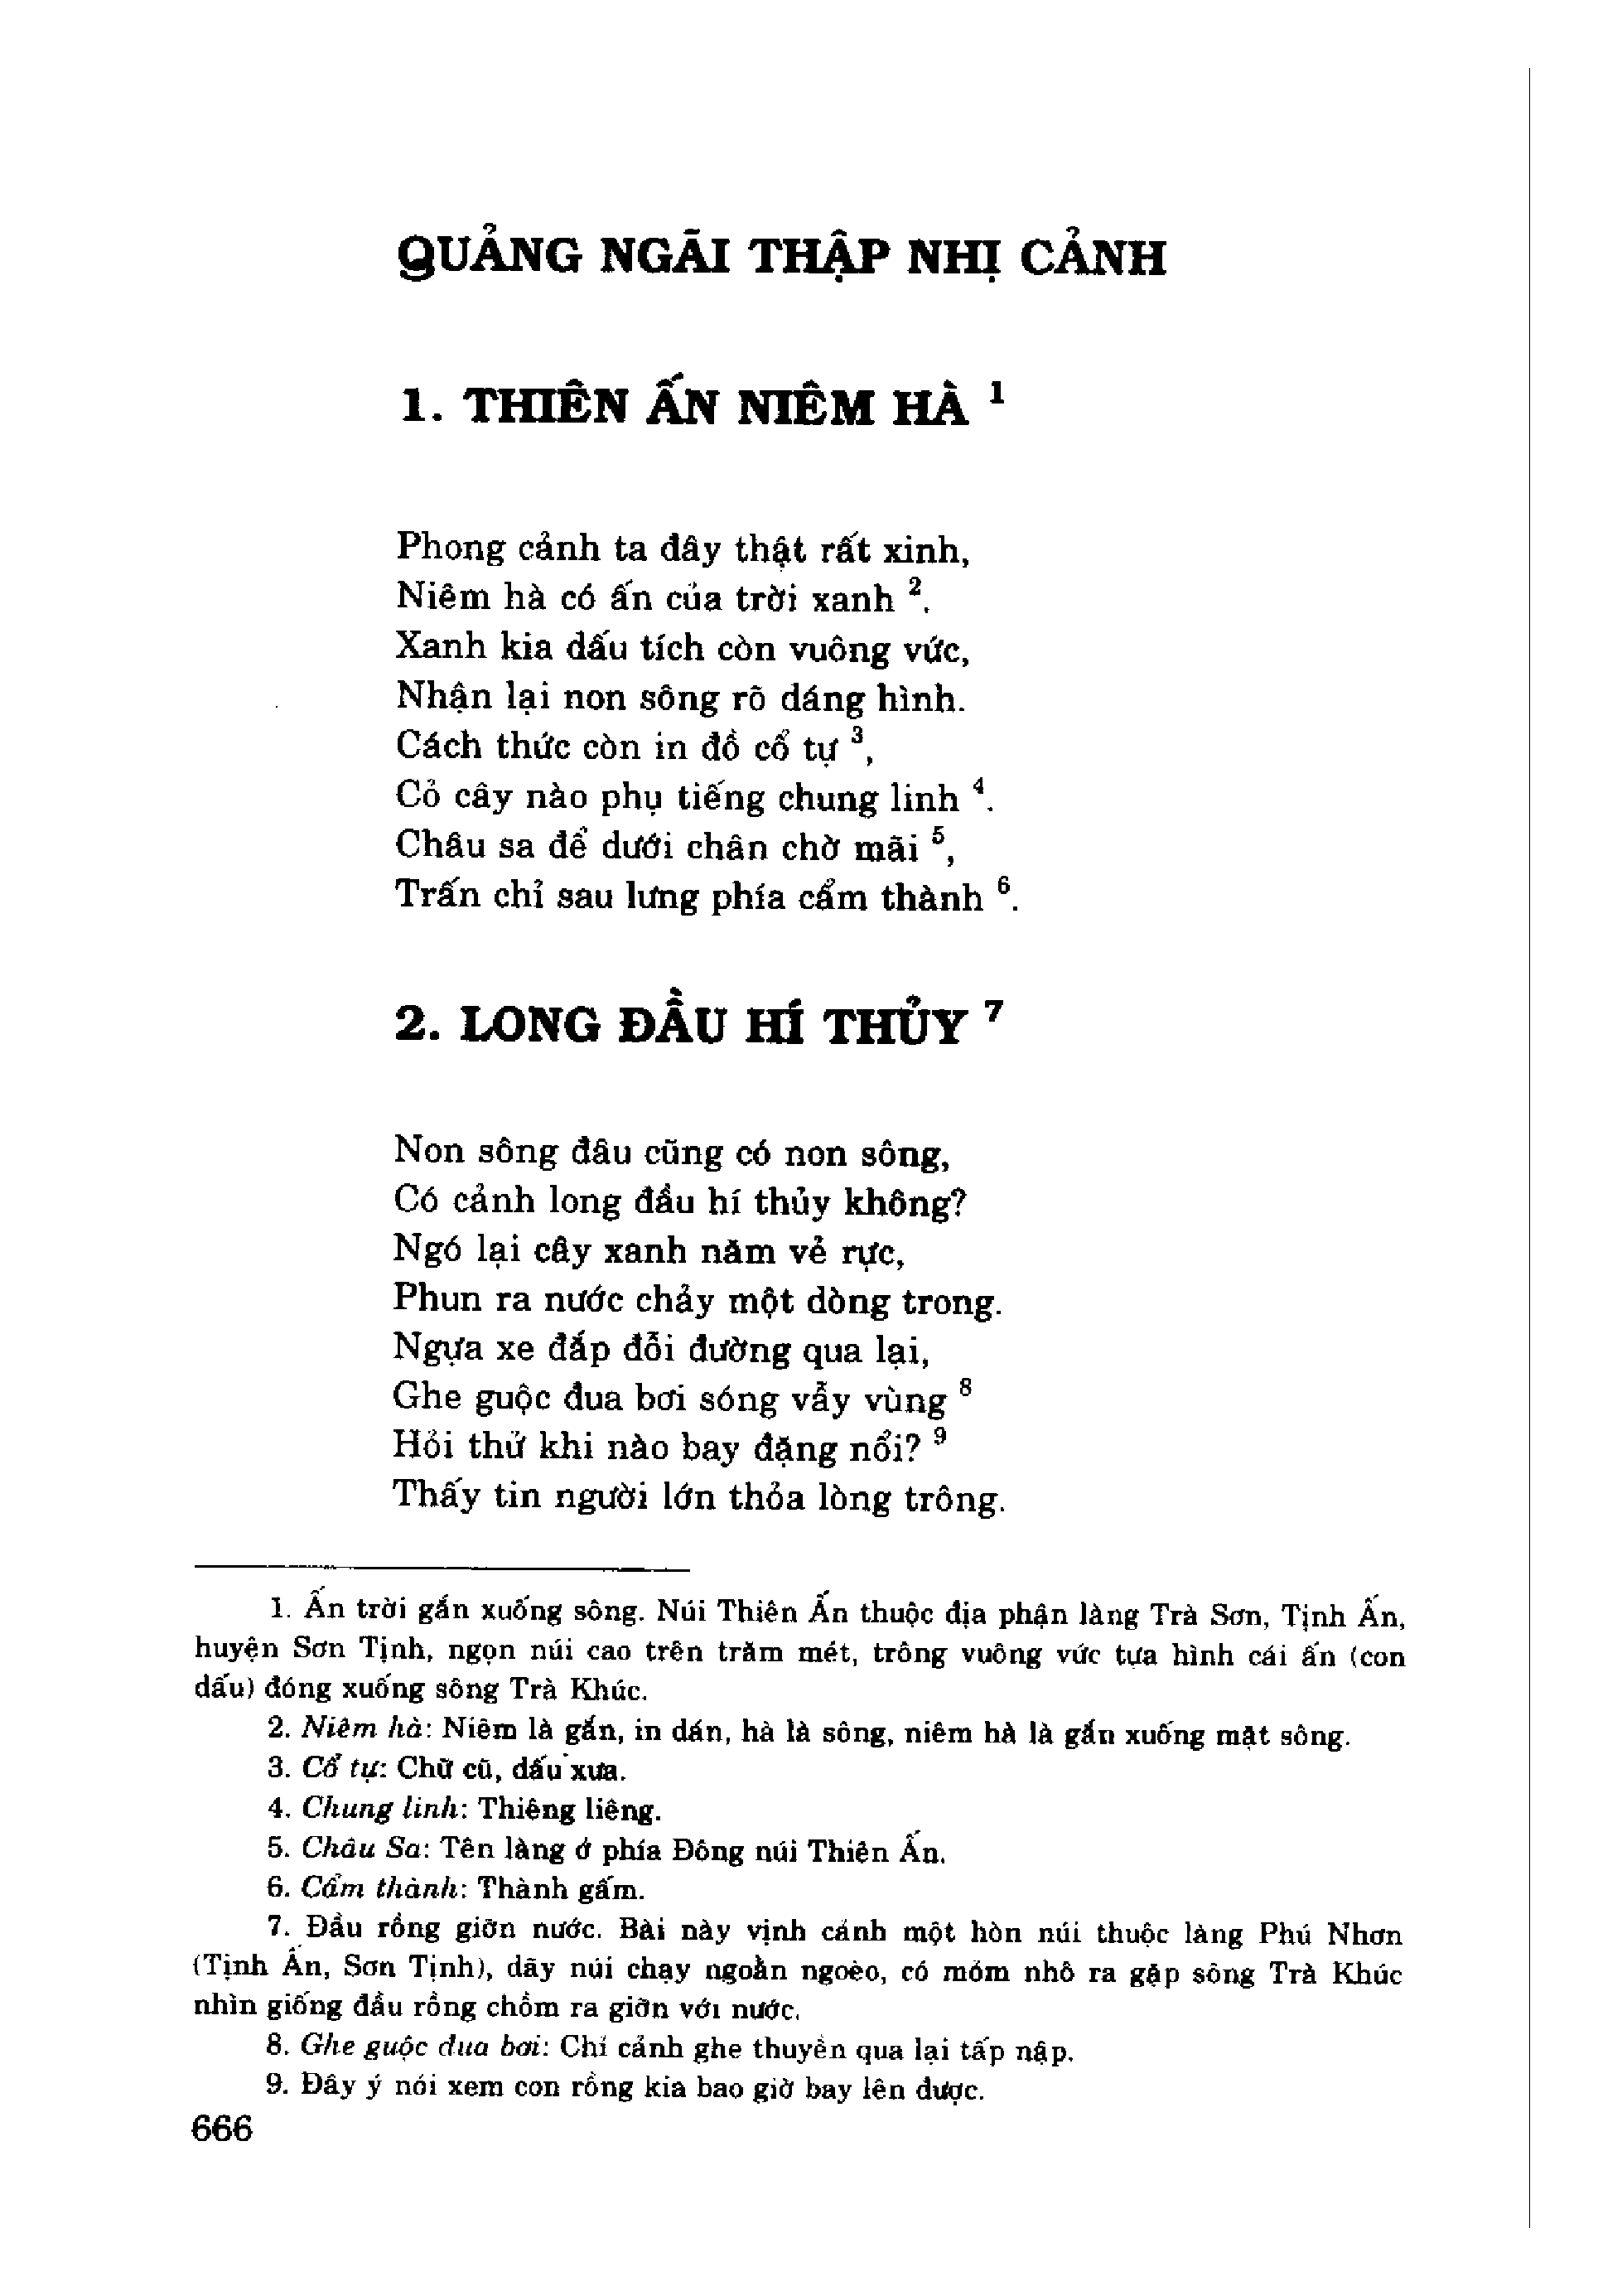 QUẢNG NGÃI THẬP NHỊ CẢNH
1. THIÊN ẤN NIÊM HÀ ¹
Phong cảnh ta đây thật rất xinh,
Niêm hà có ấn của trời xanh ².
Xanh kia dấu tích còn vuông vức,
Nhận lại non sông rõ dáng hình.
Cách thức còn in đồ cổ tự ³,
Cỏ cây nào phụ tiếng chung linh ⁴.
Châu sa để dưới chân chờ mãi ⁵,
Trấn chỉ sau lưng phía cẩm thành ⁶.
2. LONG ĐẦU HÍ THỦY ⁷
Non sông đâu cũng có non sông,
Có cảnh long đầu hí thủy không?
Ngó lại cây xanh năm vẻ rực,
Phun ra nước chảy một dòng trong.
Ngựa xe đắp đỗi đường qua lại,
Ghe guộc đua bơi sóng vẫy vùng ⁸
Hỏi thử khi nào bay đặng nổi? ⁹
Thấy tin người lớn thỏa lòng trông.
1. Ấn trời gắn xuống sông. Núi Thiên Ấn thuộc địa phận làng Trà Sơn, Tịnh Ấn,
huyện Sơn Tịnh, ngọn núi cao trên trăm mét, trông vuông vức tựa hình cái ấn (con
dấu) đóng xuống sông Trà Khúc.
2. Niêm hà: Niêm là gắn, in dán, hà là sông, niêm hà là gắn xuống mặt sông.
3. Cổ tự: Chữ cũ, dấu xưa.
4. Chung linh: Thiêng liêng.
5. Châu Sa: Tên làng ở phía Đông núi Thiên Ấn.
6. Cẩm thành: Thành gấm.
7. Đầu rồng giỡn nước. Bài này vịnh cảnh một hòn núi thuộc làng Phú Nhơn
(Tịnh Ấn, Sơn Tịnh), dãy núi chạy ngoằn ngoèo, có mỏm nhô ra gặp sông Trà Khúc
nhìn giống đầu rồng chồm ra giỡn với nước.
8. Ghe guộc đua bơi: Chỉ cảnh ghe thuyền qua lại tấp nập.
9. Đây ý nói xem con rồng kia bao giờ bay lên được.
666